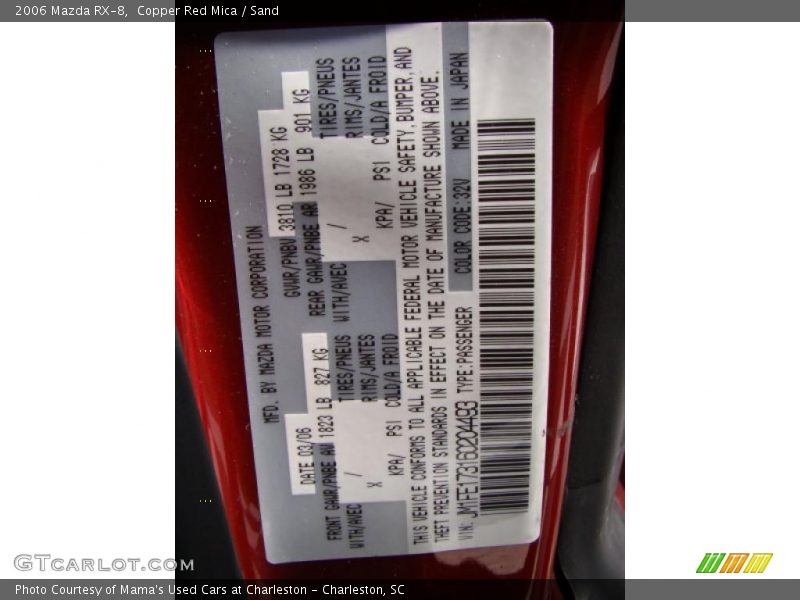 2006 Mazda RX-8,  Copper Red Mica / Sand
MFD. BY MAZDA MOTOR CORPORATION
DATE 03/06
GVWR/PNBV 3810 LB 1728 KG
FRONT GAWR/PNBE AV 1823 LB 827 KG
REAR GAWR/PNBE AR 1986 LB 901 KG
WITH/AVEC TIRES/PNEUS
WITH/AVEC TIRES/PNEUS
X / RIMS/JANTES
X / RIMS/JANTES
KPA/ PSI COLD/A FROID
KPA/ PSI COLD/A FROID
THIS VEHICLE CONFORMS TO ALL APPLICABLE FEDERAL MOTOR VEHICLE SAFETY, BUMPER, AND
THEFT PREVENTION STANDARDS IN EFFECT ON THE DATE OF MANUFACTURE SHOWN ABOVE.
VIN: JM1FE173160204493 TYPE:PASSENGER
COLOR CODE:32V MADE IN JAPAN
GTCarLot.com
Photo Courtesy of Mama's Used Cars at Charleston - Charleston, SC